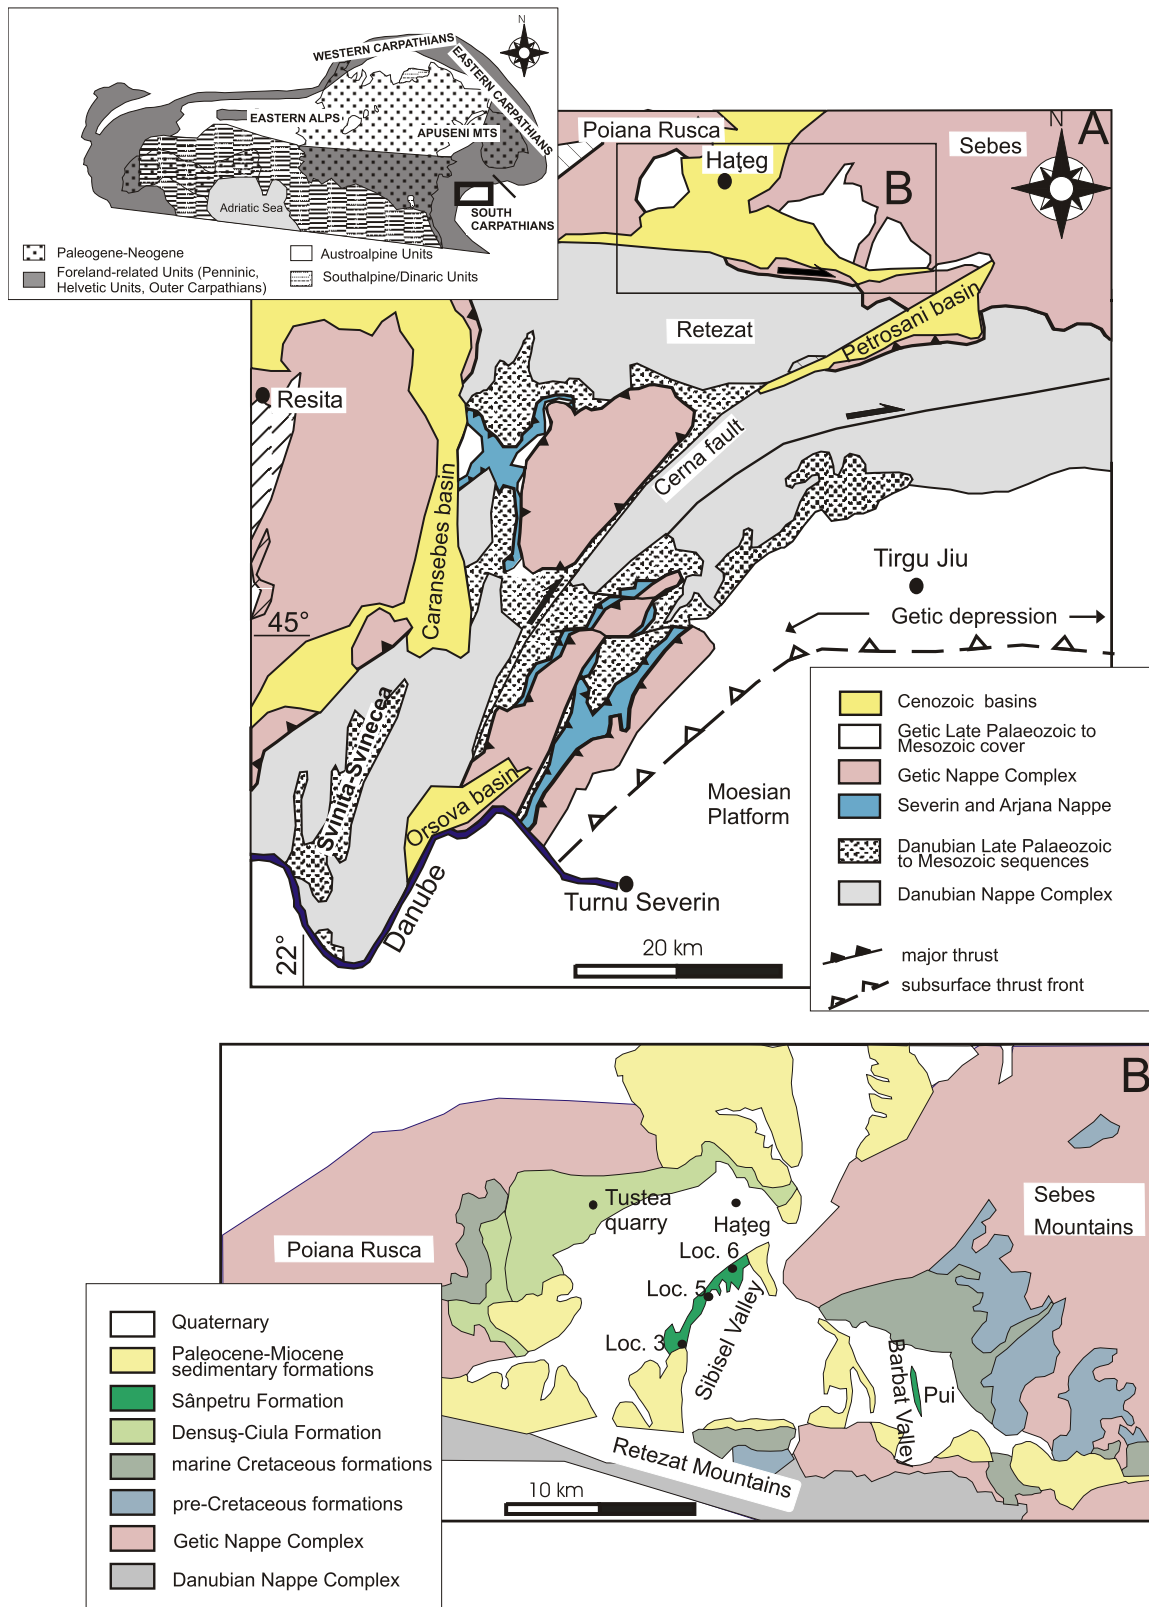 WESTERN CARPATHIANS
EASTERN CARPATHIANS
N
EASTERN ALPS
APUSENI MTS
Adriatic Sea
SOUTH
CARPATHIANS
Paleogene-Neogene
Foreland-related Units (Penninic,
Helvetic Units, Outer Carpathians)
Austroalpine Units
Southalpine/Dinaric Units
A
N
Poiana Rusca
Haţeg
Sebes
B
Retezat
Petrosani basin
Resita
Cerna fault
Caransebes basin
Tirgu Jiu
Getic depression
45°
Svinita-Svinecea
Orsova basin
Moesian
Platform
Danube
Turnu Severin
22°
20 km
Cenozoic basins
Getic Late Palaeozoic to
Mesozoic cover
Getic Nappe Complex
Severin and Arjana Nappe
Danubian Late Palaeozoic
to Mesozoic sequences
Danubian Nappe Complex
major thrust
subsurface thrust front
B
Tustea
quarry
Haţeg
Sebes
Mountains
Poiana Rusca
Loc. 6
Loc. 5
Loc. 3
Sibisel Valley
Barbat Valley
Pui
Retezat Mountains
10 km
Quaternary
Paleocene-Miocene
sedimentary formations
Sânpetru Formation
Densuş-Ciula Formation
marine Cretaceous formations
pre-Cretaceous formations
Getic Nappe Complex
Danubian Nappe Complex